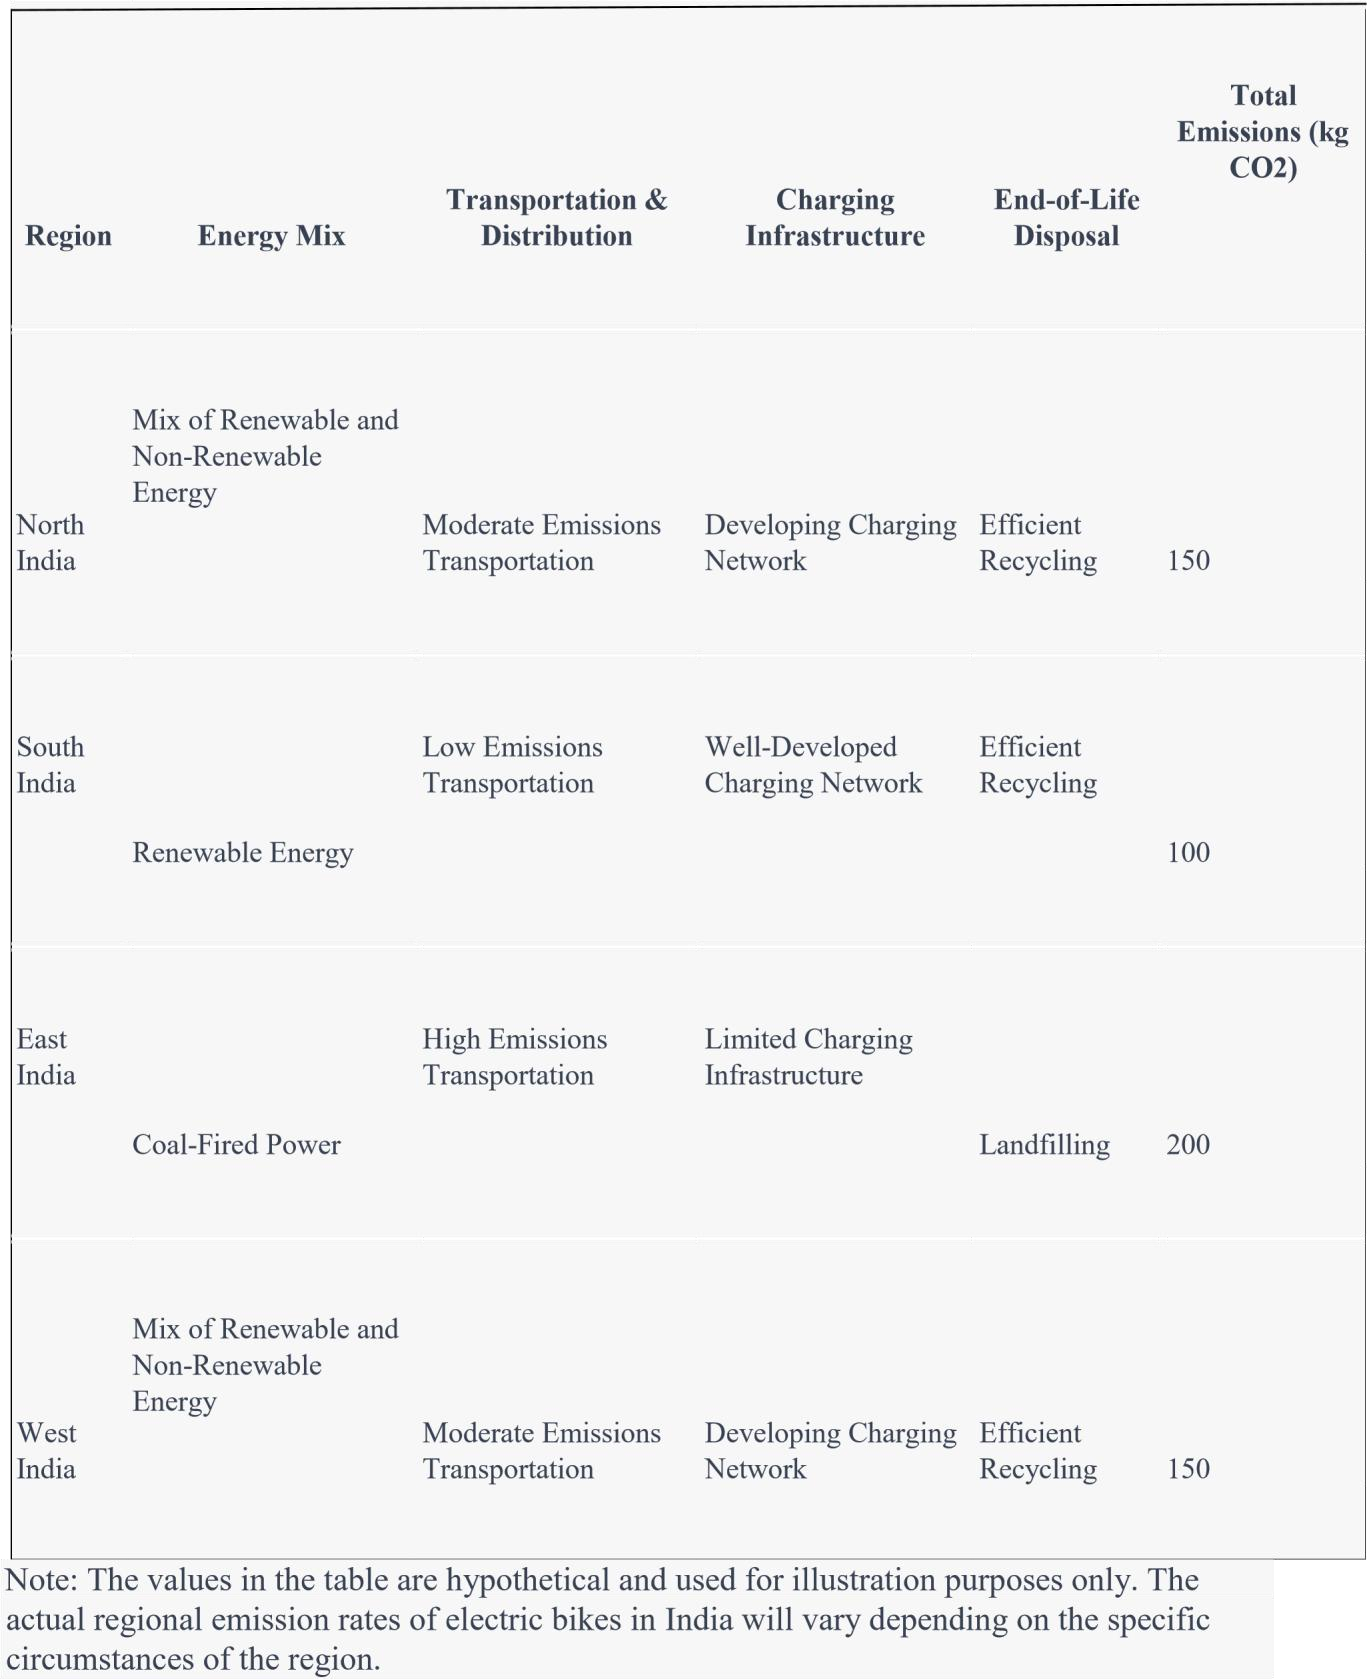 Total
Emissions (kg
CO2)
Transportation &
Distribution
Charging
Infrastructure
End-of-Life
Disposal
Region
Energy Mix
Mix of Renewable and
Non-Renewable
Energy
North
India
Moderate Emissions
Transportation
Developing Charging
Network
Efficient
Recycling
150
South
India
Low Emissions
Transportation
Well-Developed
Charging Network
Efficient
Recycling
Renewable Energy
100
East
India
High Emissions
Transportation
Limited Charging
Infrastructure
Coal-Fired Power
Landfilling
200
Mix of Renewable and
Non-Renewable
Energy
West
India
Moderate Emissions
Transportation
Developing Charging
Network
Efficient
Recycling
150
Note: The values in the table are hypothetical and used for illustration purposes only. The
actual regional emission rates of electric bikes in India will vary depending on the specific
circumstances of the region.